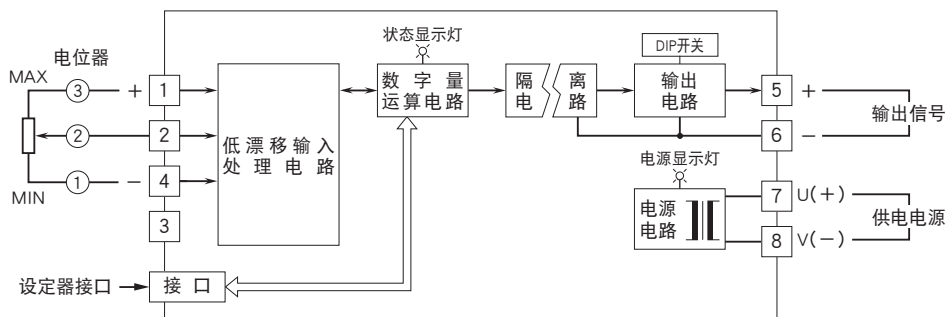 状态显示灯
DIP开关
电位器
MAX
③
+
1
数字量
运算电路
隔离
电路
输出
电路
5
+
②
2
低漂移输入
处理电路
6
−
输出信号
①
−
4
MIN
3
电源显示灯
电源
电路
7
U(+)
供电电源
8
V(−)
设定器接口
接口